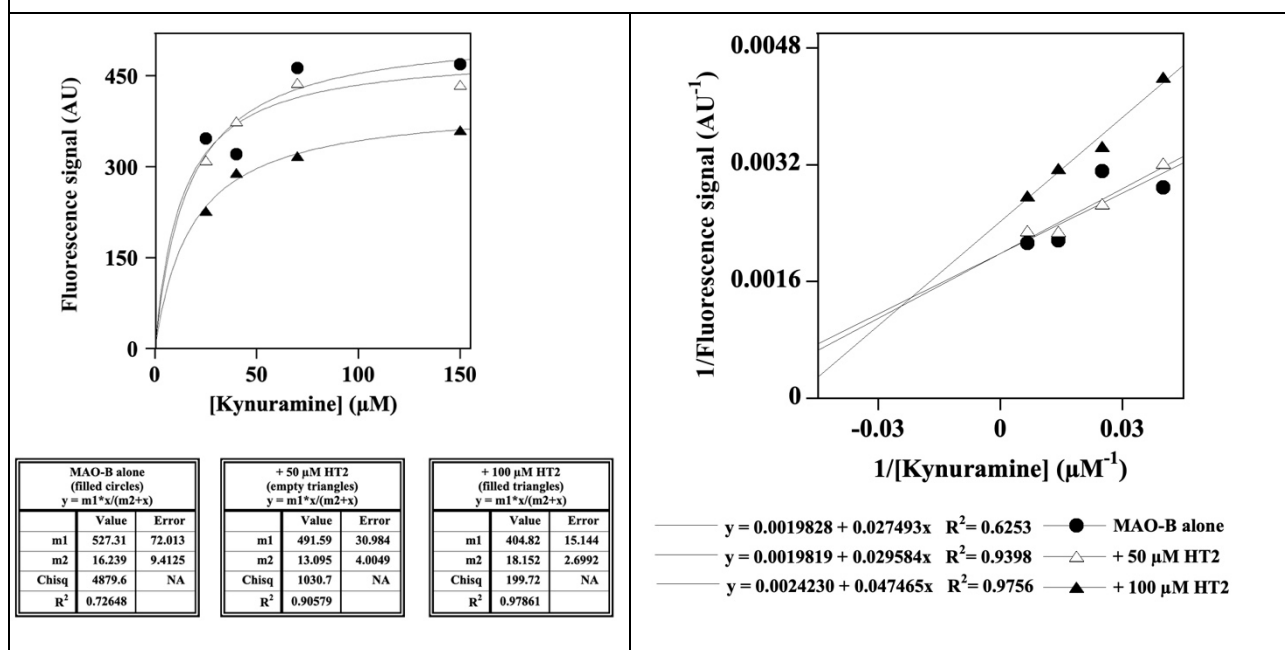 450
300
150
0
Fluorescence signal (AU)
0 50 100 150
[Kynuramine] (µM)
MAO-B alone
(filled circles)
y = m1*x/(m2+x)
Value Error
m1 527.31 72.013
m2 16.239 9.4125
Chisq 4879.6 NA
R² 0.72648
+ 50 µM HT2
(empty triangles)
y = m1*x/(m2+x)
Value Error
m1 491.59 30.984
m2 13.095 4.0049
Chisq 1030.7 NA
R² 0.90579
+ 100 µM HT2
(filled triangles)
y = m1*x/(m2+x)
Value Error
m1 404.82 15.144
m2 18.152 2.6992
Chisq 199.72 NA
R² 0.97861
0.0048
0.0032
0.0016
0
1/Fluorescence signal (AU⁻¹)
-0.03 0 0.03
1/[Kynuramine] (µM⁻¹)
y = 0.0019828 + 0.027493x R²= 0.6253 MAO-B alone
y = 0.0019819 + 0.029584x R²= 0.9398 + 50 µM HT2
y = 0.0024230 + 0.047465x R²= 0.9756 + 100 µM HT2